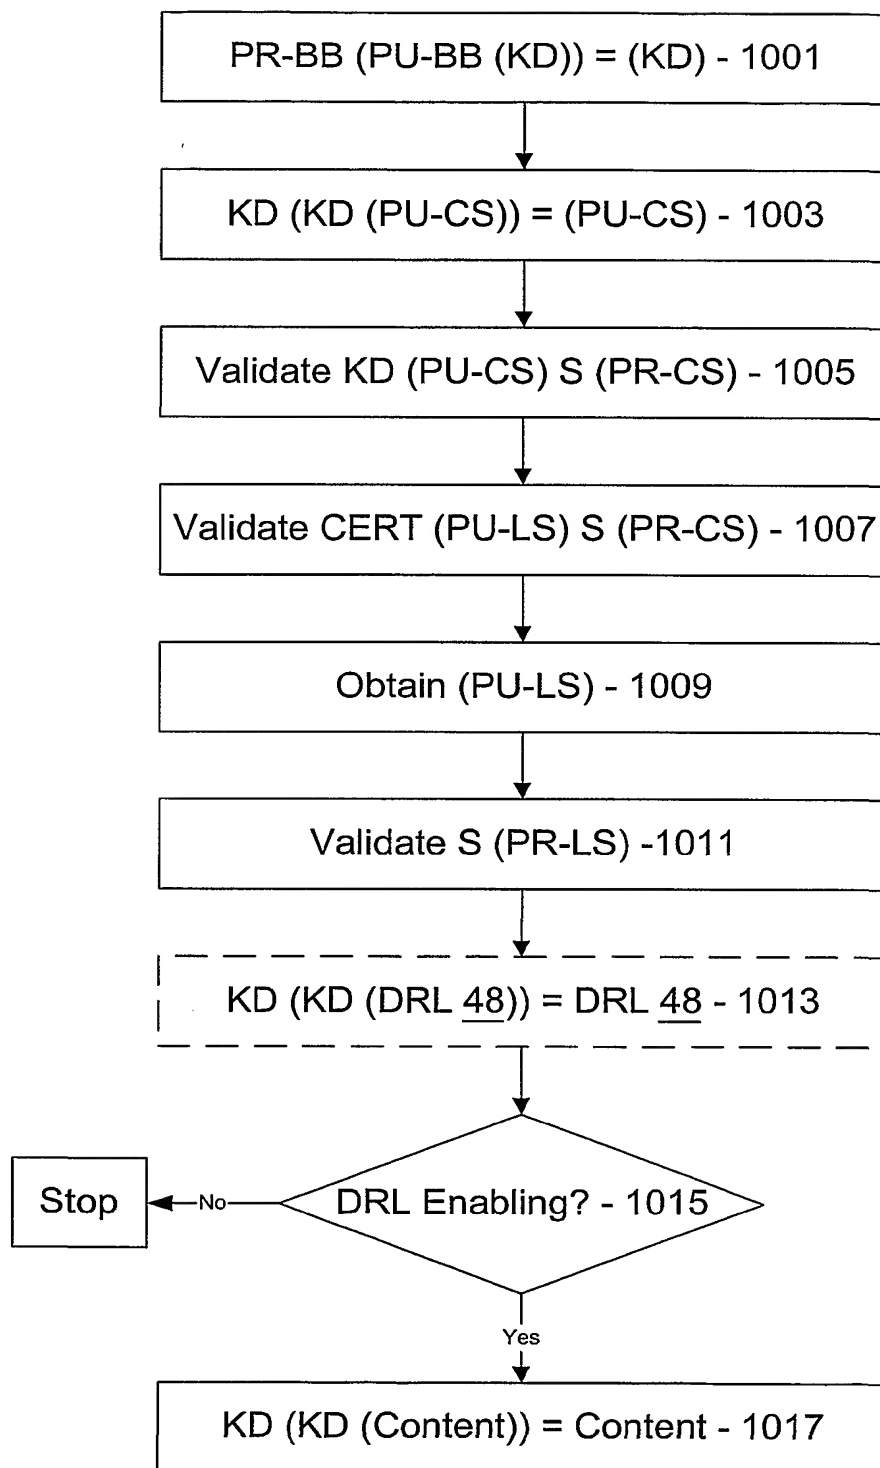 PR-BB (PU-BB (KD)) = (KD) - 1001
KD (KD (PU-CS)) = (PU-CS) - 1003
Validate KD (PU-CS) S (PR-CS) - 1005
Validate CERT (PU-LS) S (PR-CS) - 1007
Obtain (PU-LS) - 1009
Validate S (PR-LS) -1011
KD (KD (DRL 48)) = DRL 48 - 1013
DRL Enabling? - 1015
No
Stop
Yes
KD (KD (Content)) = Content - 1017